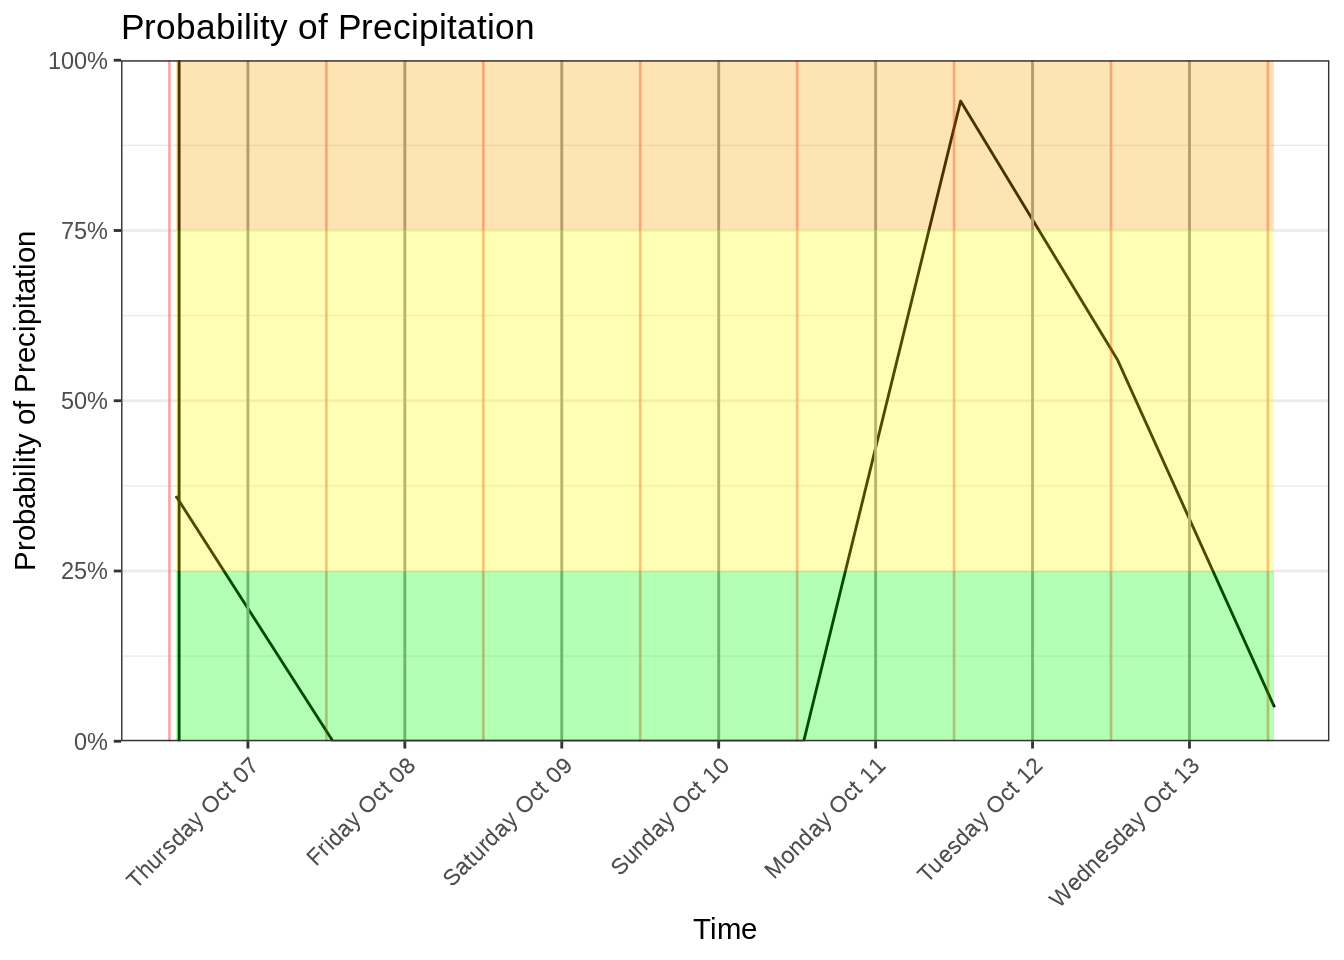 Probability of Precipitation
100%
75%
50%
25%
0%
Probability of Precipitation
Thursday Oct 07
Friday Oct 08
Saturday Oct 09
Sunday Oct 10
Monday Oct 11
Tuesday Oct 12
Wednesday Oct 13
Time